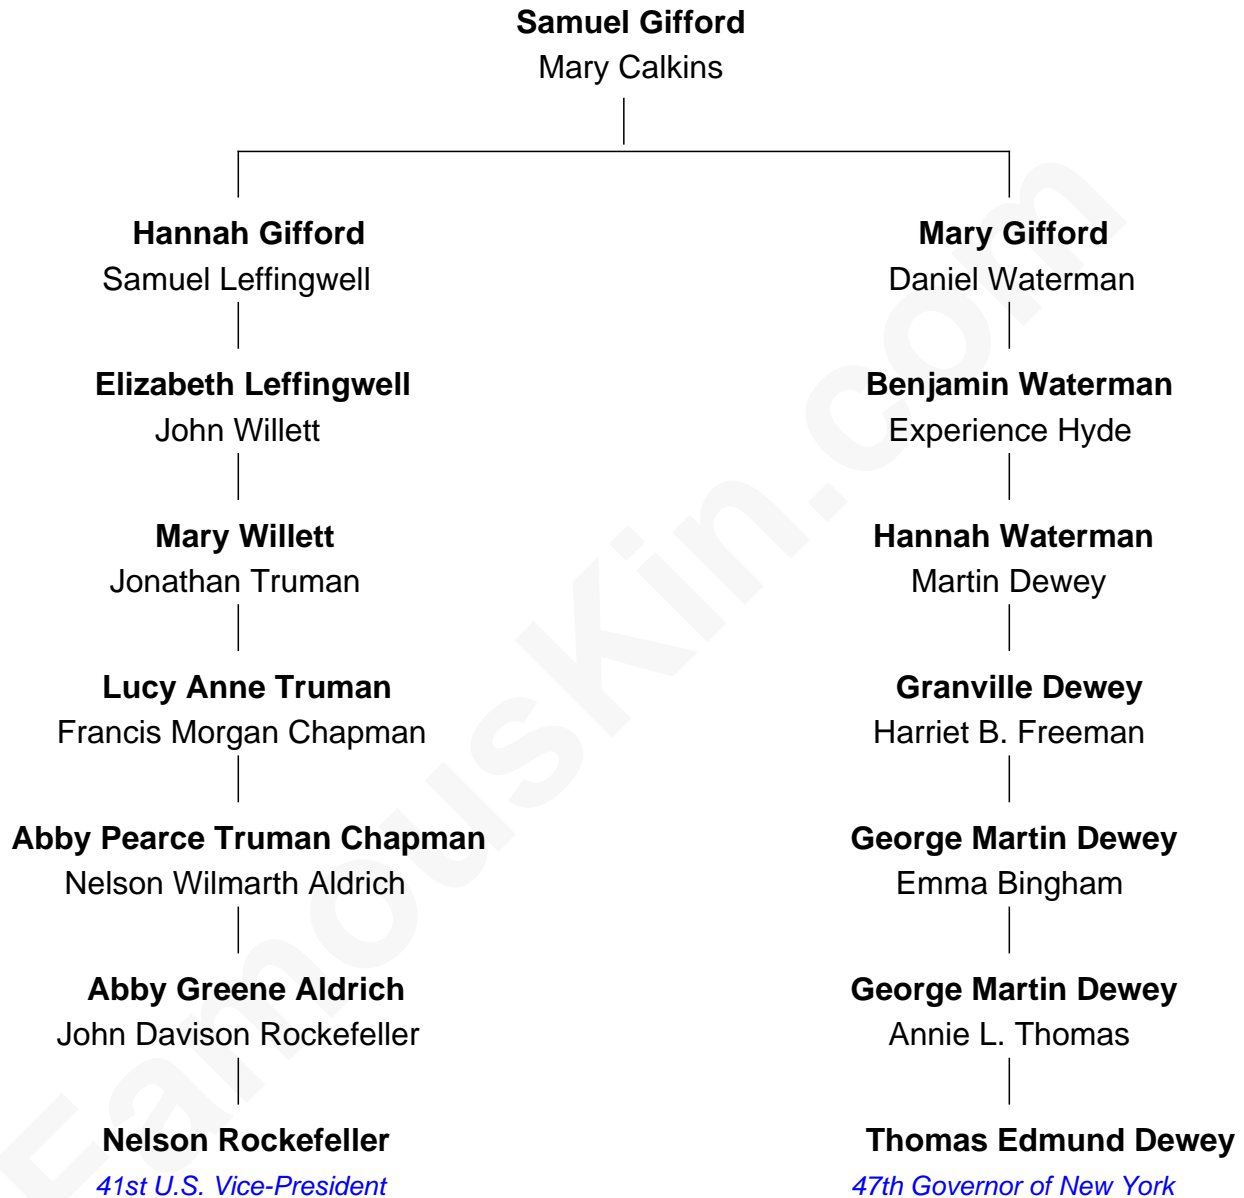 Samuel Gifford
Mary Calkins
Hannah Gifford
Samuel Leffingwell
Elizabeth Leffingwell
John Willett
Mary Willett
Jonathan Truman
Lucy Anne Truman
Francis Morgan Chapman
Abby Pearce Truman Chapman
Nelson Wilmarth Aldrich
Abby Greene Aldrich
John Davison Rockefeller
Nelson Rockefeller
41st U.S. Vice-President
Mary Gifford
Daniel Waterman
Benjamin Waterman
Experience Hyde
Hannah Waterman
Martin Dewey
Granville Dewey
Harriet B. Freeman
George Martin Dewey
Emma Bingham
George Martin Dewey
Annie L. Thomas
Thomas Edmund Dewey
47th Governor of New York
FamousKin.com